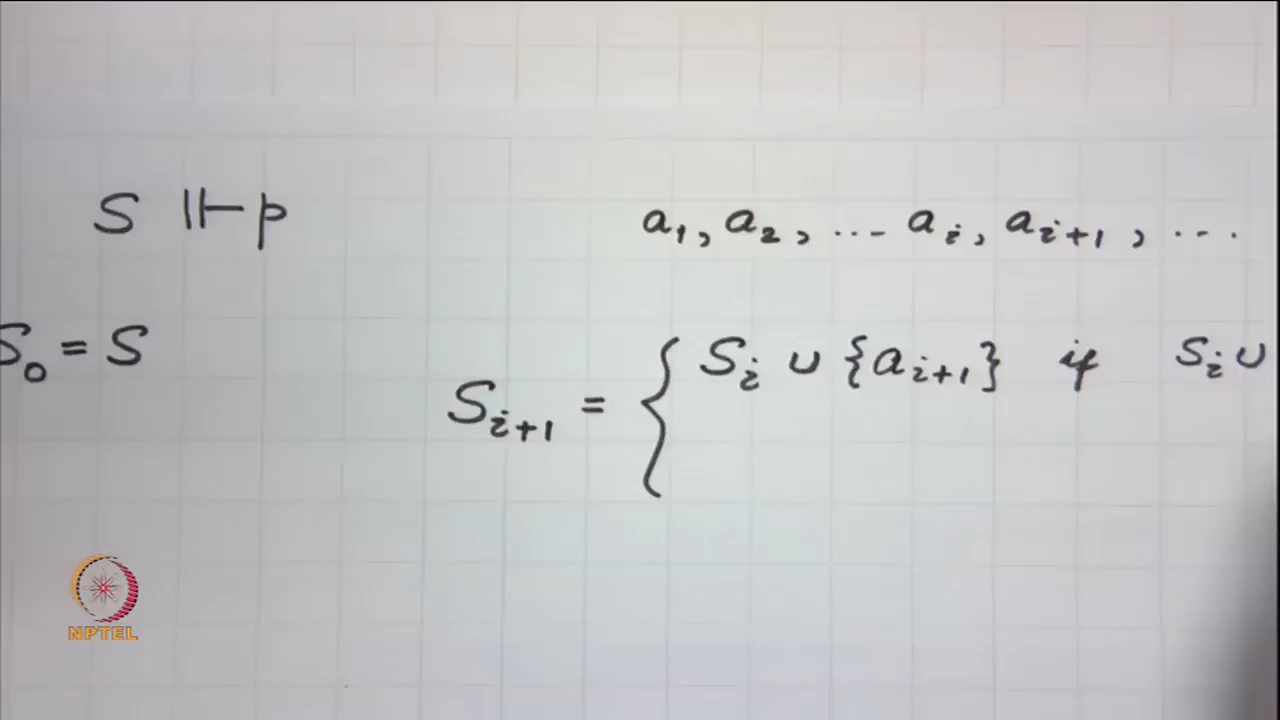 S ⊩ p a₁, a₂, ... aᵢ, aᵢ₊₁, ...
S₀ = S
Sᵢ₊₁ = { Sᵢ ∪ {aᵢ₊₁} if Sᵢ ∪
NPTEL